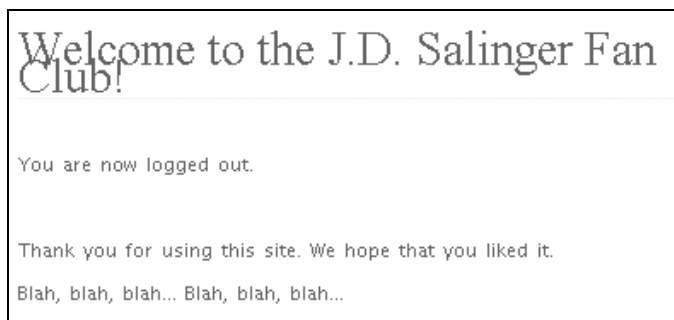 Welcome to the J.D. Salinger Fan
Club!
You are now logged out.
Thank you for using this site. We hope that you liked it.
Blah, blah, blah... Blah, blah, blah...